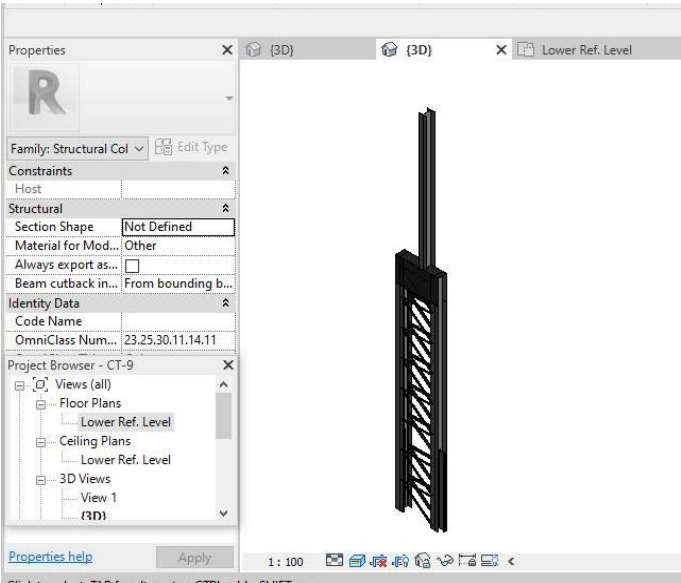 Properties
{3D}
{3D}
Lower Ref. Level
Family: Structural Col
Edit Type
Constraints
Host
Structural
Section Shape Not Defined
Material for Mod... Other
Always export as...
Beam cutback in... From bounding b...
Identity Data
Code Name
OmniClass Num... 23.25.30.11.14.11
Project Browser - CT-9
Views (all)
Floor Plans
Lower Ref. Level
Ceiling Plans
Lower Ref. Level
3D Views
View 1
{3D}
Properties help
Apply
1 : 100